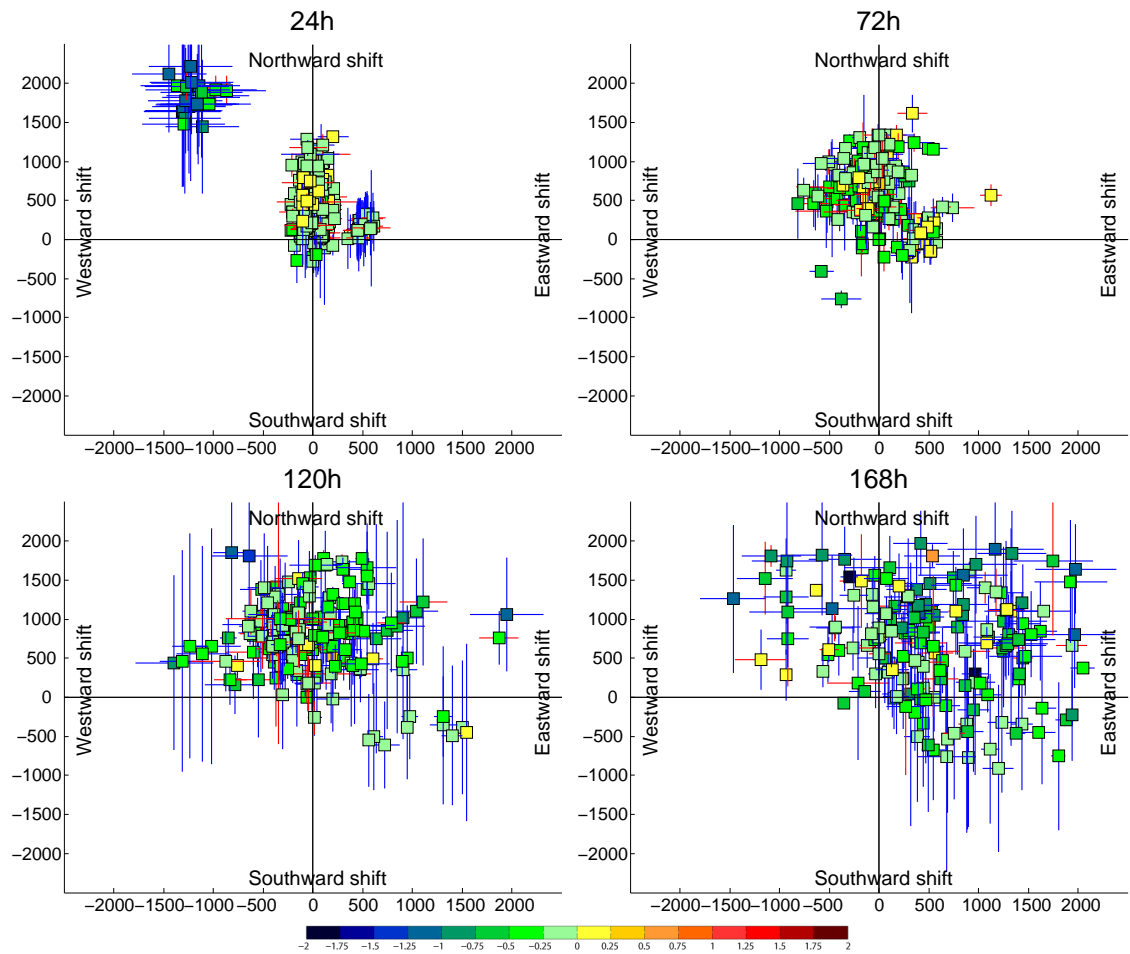 24h
72h
Northward shift
Northward shift
2000
1500
1000
500
0
−500
−1000
−1500
−2000
Westward shift
Eastward shift
2000
1500
1000
500
0
−500
−1000
−1500
−2000
Westward shift
Eastward shift
Southward shift
Southward shift
−2000 −1500 −1000 −500 0 500 1000 1500 2000
−2000 −1500 −1000 −500 0 500 1000 1500 2000
120h
168h
Northward shift
Northward shift
2000
1500
1000
500
0
−500
−1000
−1500
−2000
Westward shift
Eastward shift
2000
1500
1000
500
0
−500
−1000
−1500
−2000
Westward shift
Eastward shift
Southward shift
Southward shift
−2000 −1500 −1000 −500 0 500 1000 1500 2000
−2000 −1500 −1000 −500 0 500 1000 1500 2000
−2 −1.75 −1.5 −1.25 −1 −0.75 −0.5 −0.25 0 0.25 0.5 0.75 1 1.25 1.5 1.75 2